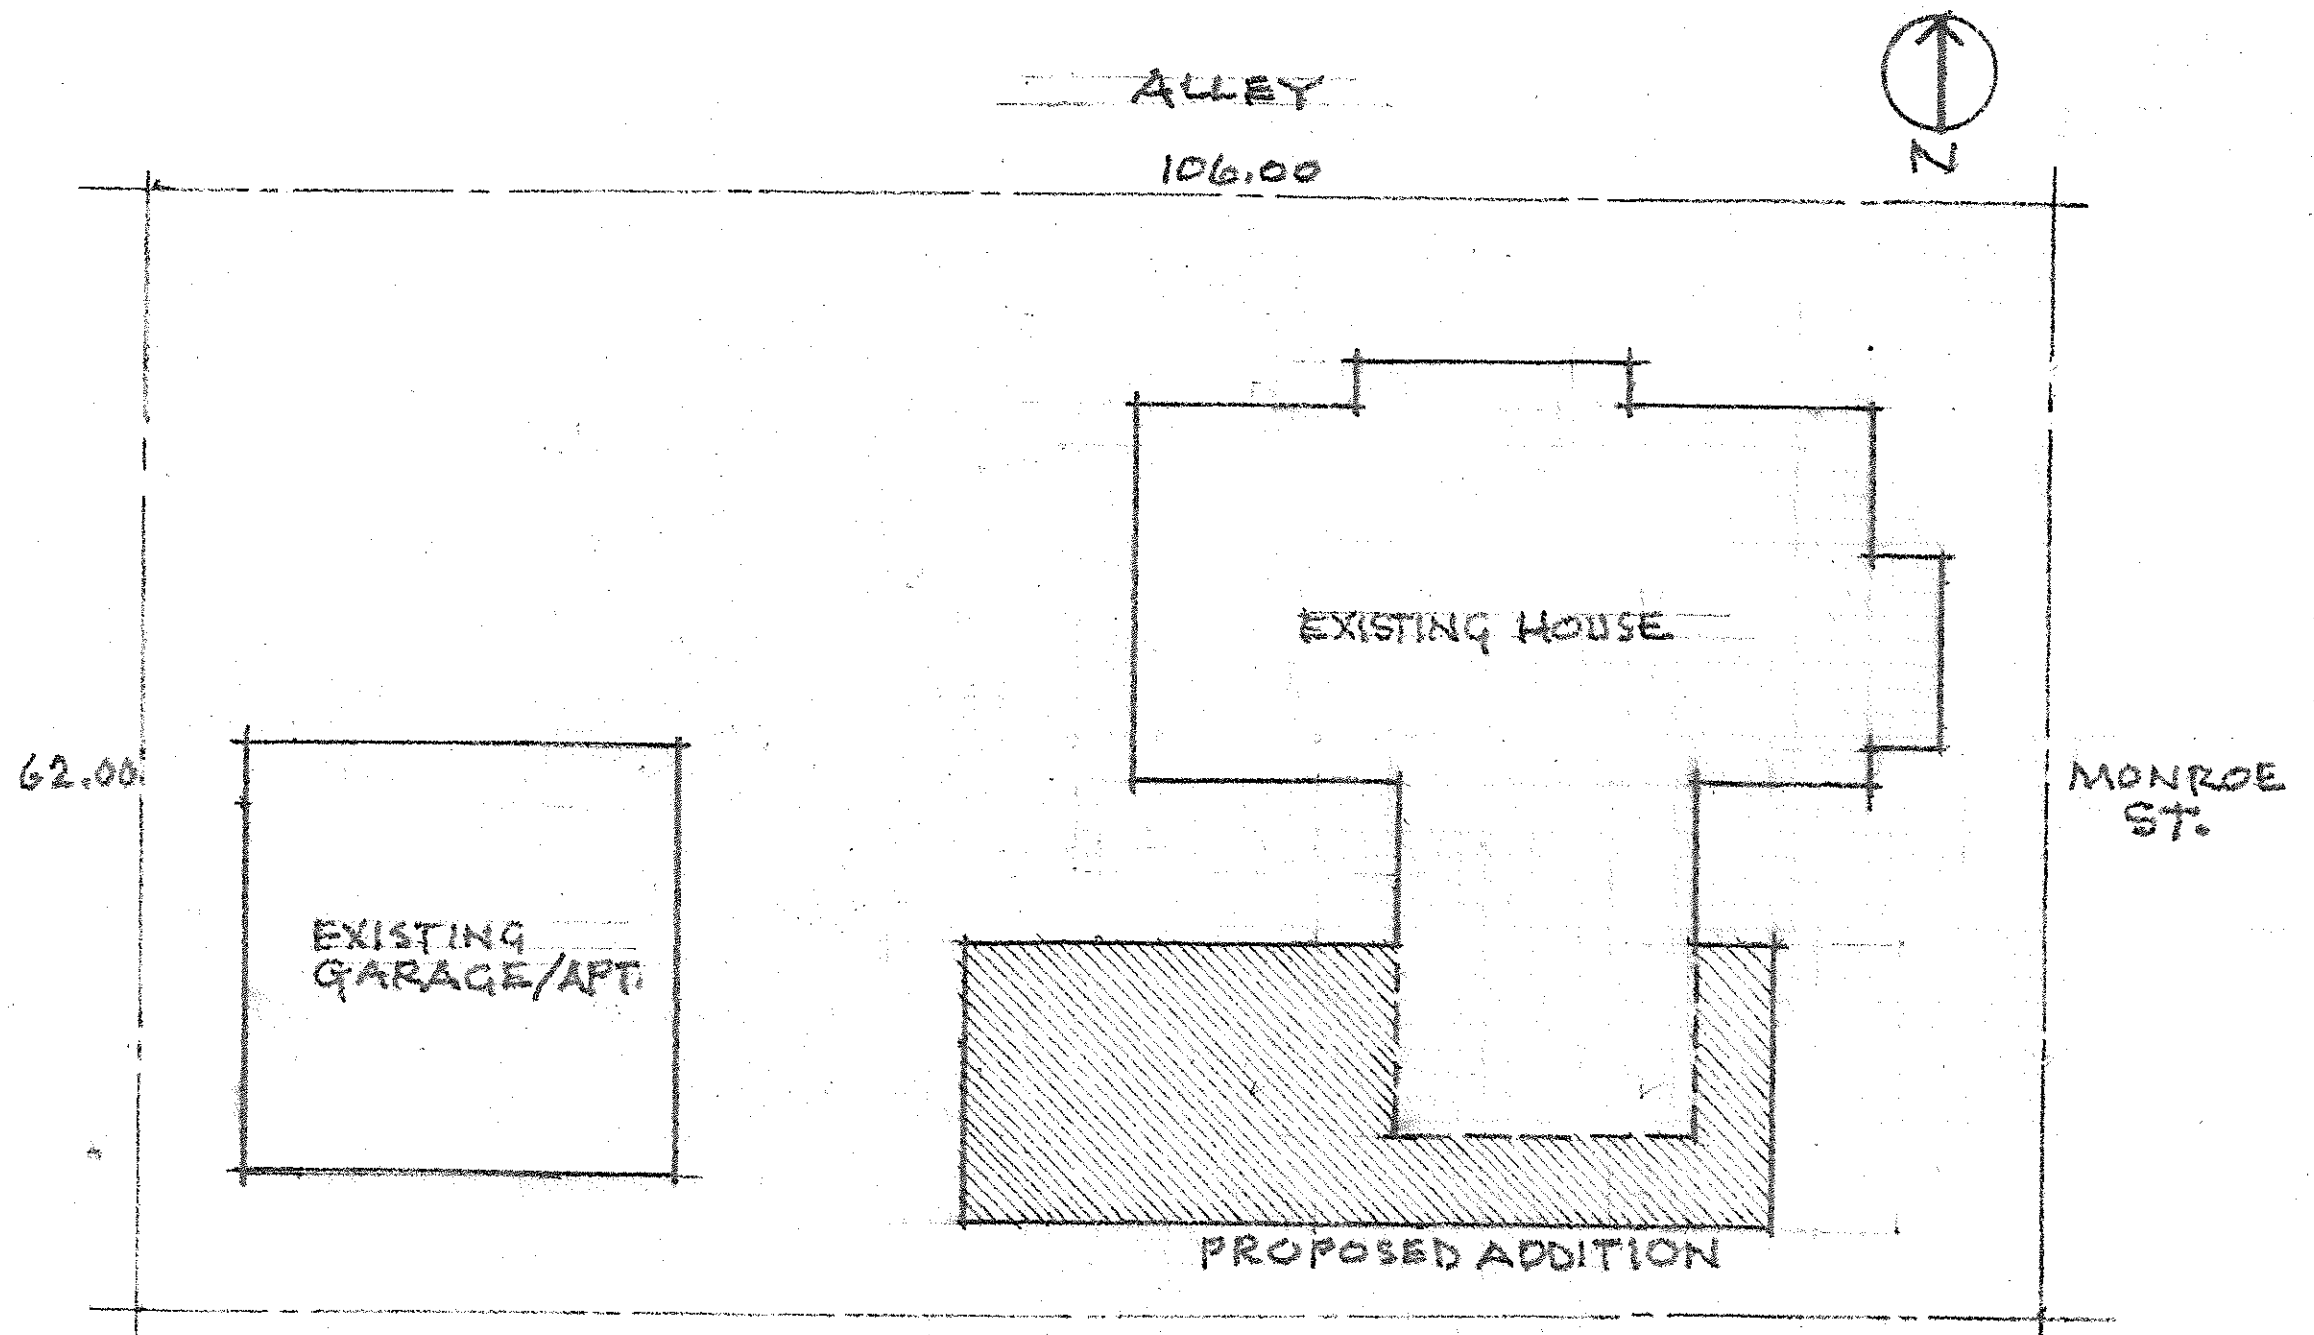 ALLEY
106.00
N
EXISTING HOUSE
62.00
MONROE
ST.
EXISTING
GARAGE/APT.
PROPOSED ADDITION